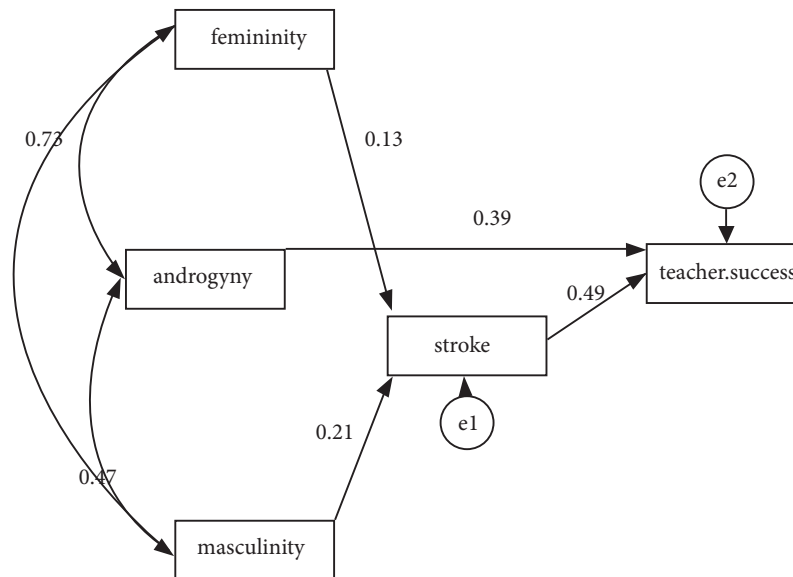 femininity
0.73
0.13
e2
0.39
androgyny
teacher.success
0.49
stroke
0.21
e1
0.47
masculinity